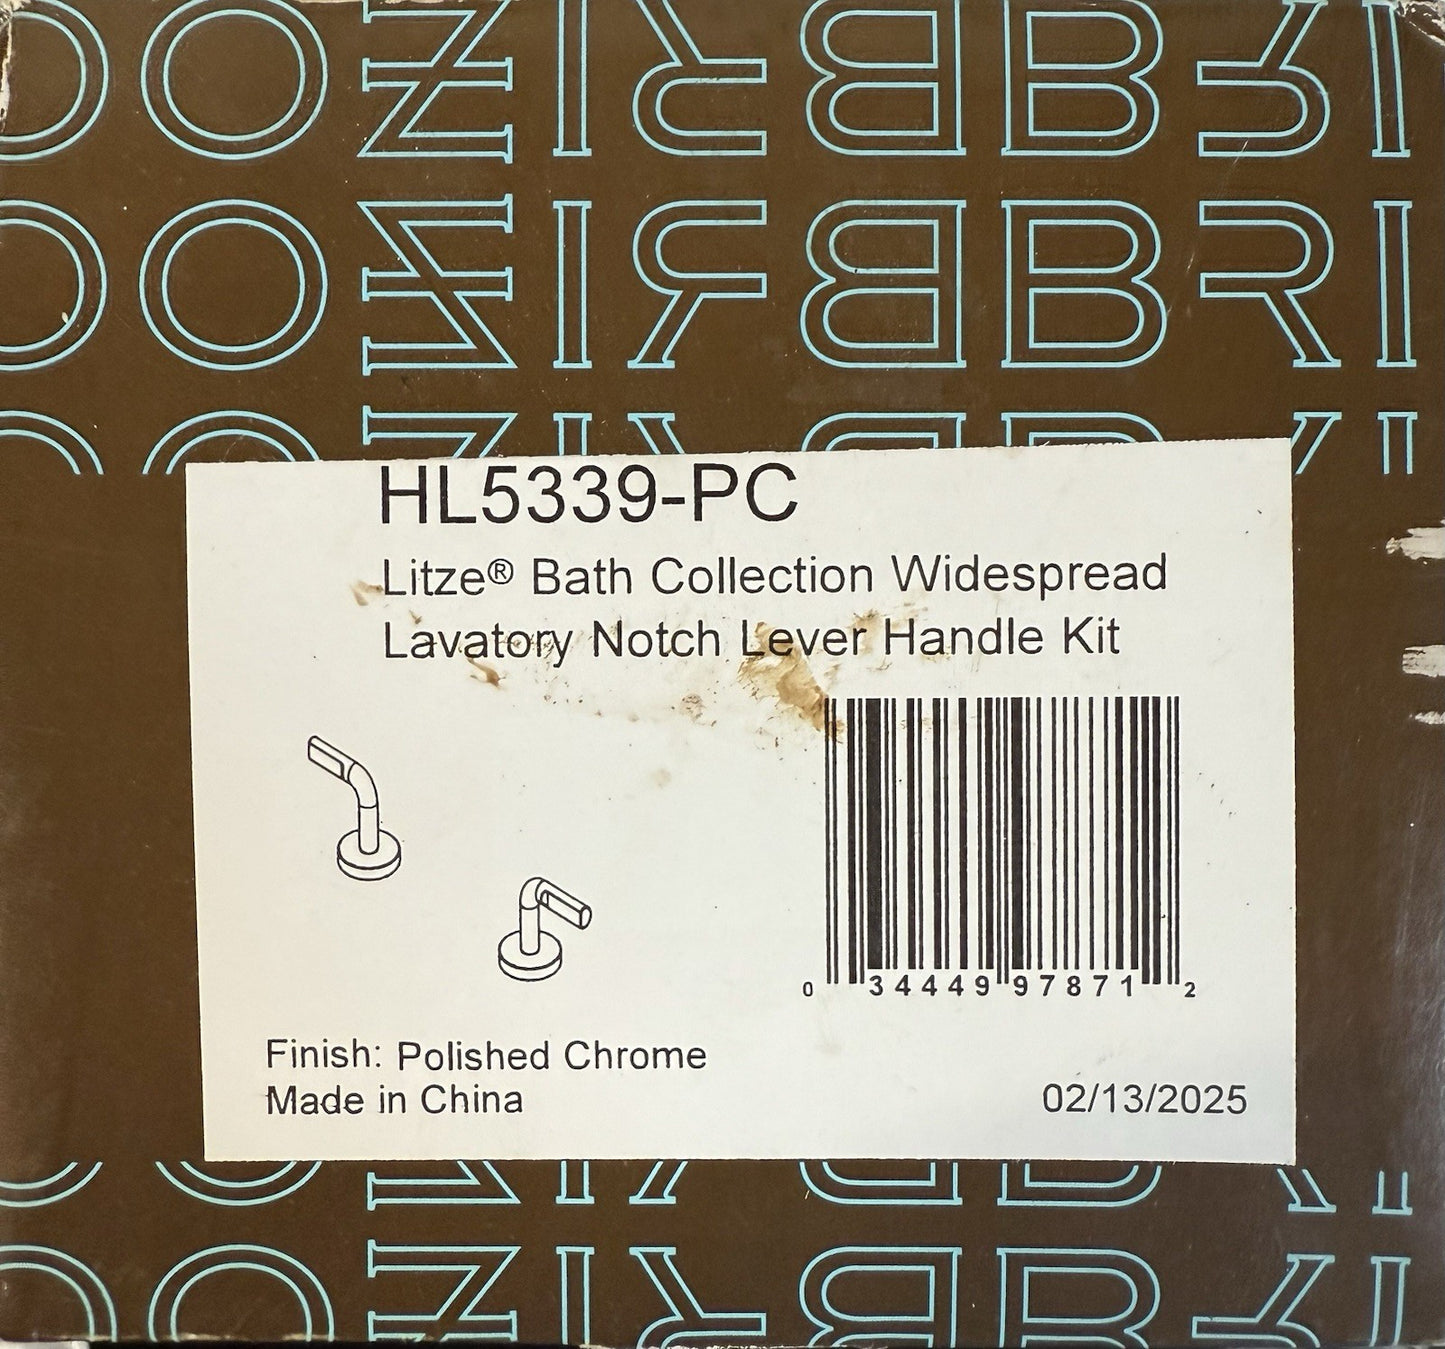 HL5339-PC
Litze® Bath Collection Widespread
Lavatory Notch Lever Handle Kit
0 34449 97871 2
Finish: Polished Chrome
Made in China
02/13/2025